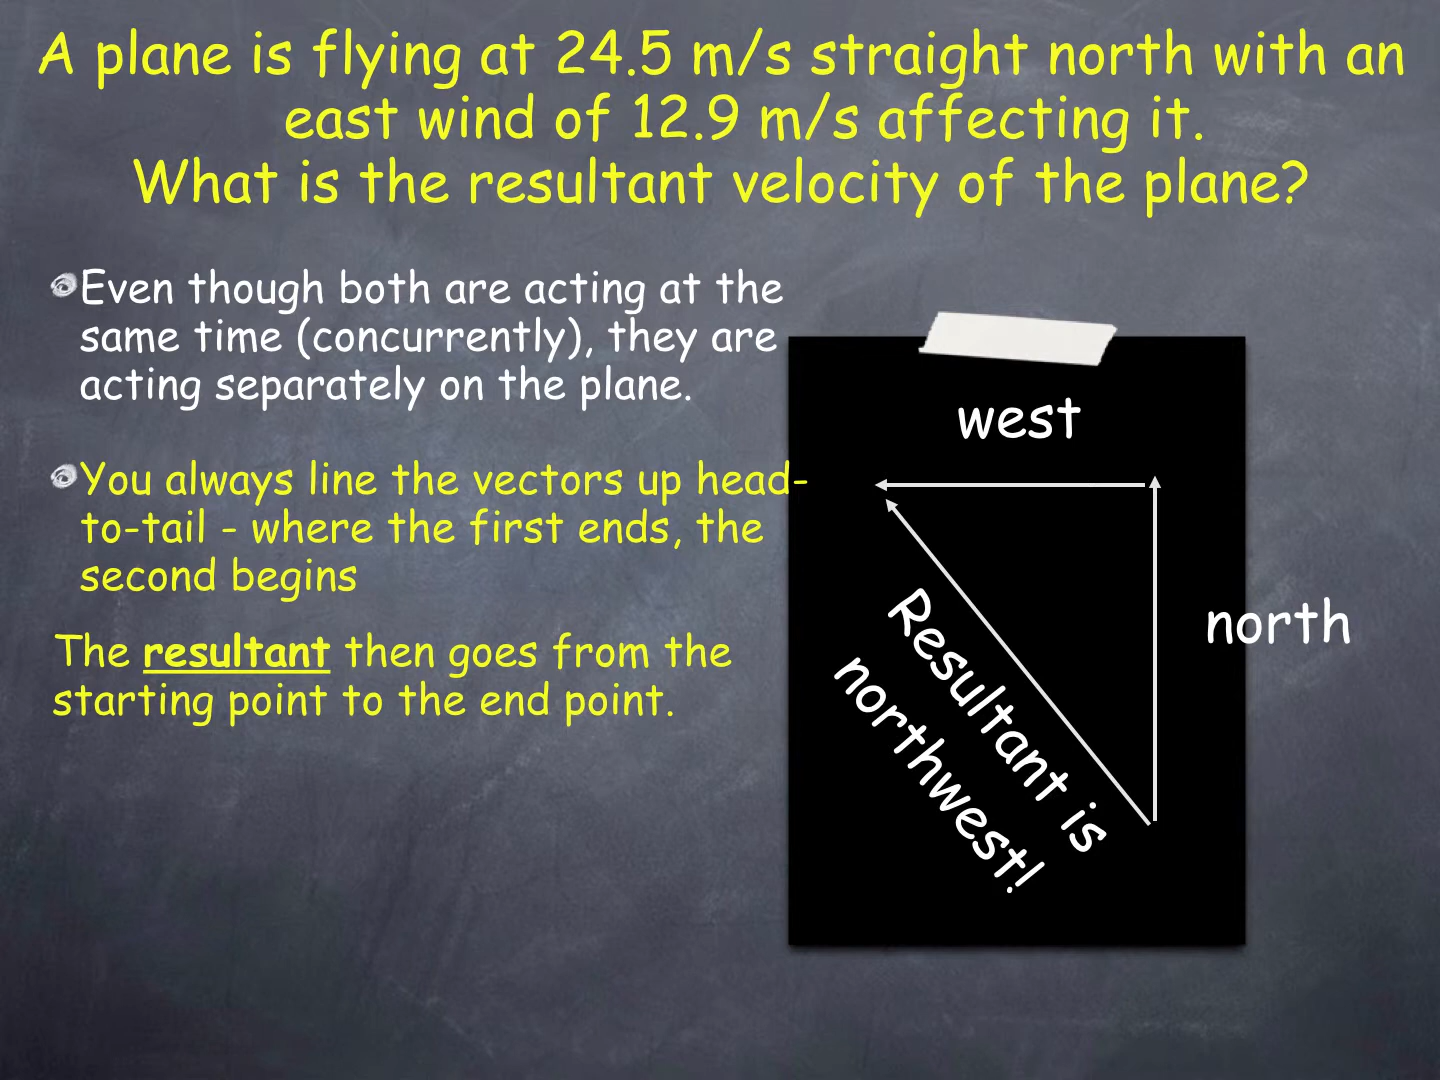 A plane is flying at 24.5 m/s straight north with an
east wind of 12.9 m/s affecting it.
What is the resultant velocity of the plane?
Even though both are acting at the
same time (concurrently), they are
acting separately on the plane.
You always line the vectors up head-
to-tail - where the first ends, the
second begins
The resultant then goes from the
starting point to the end point.
west
north
Resultant is
northwest!